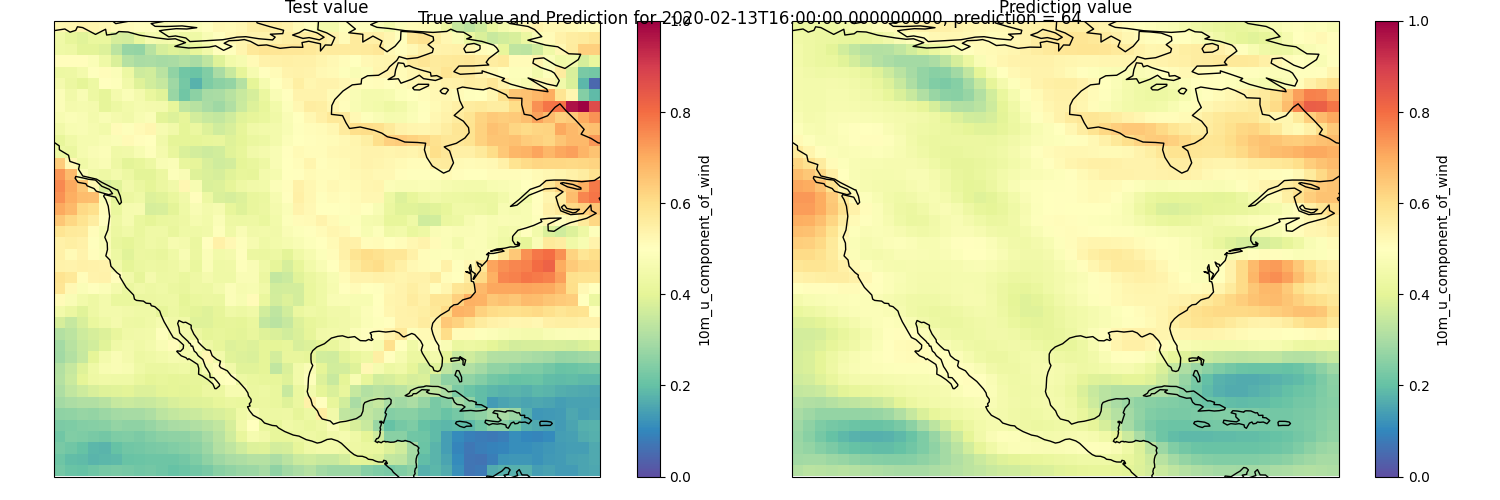 Test value
Prediction value
True value and Prediction for 2020-02-13T16:00:00.000000000, prediction = 64
1.0
0.8
0.6
0.4
0.2
0.0
10m_u_component_of_wind
1.0
0.8
0.6
0.4
0.2
0.0
10m_u_component_of_wind